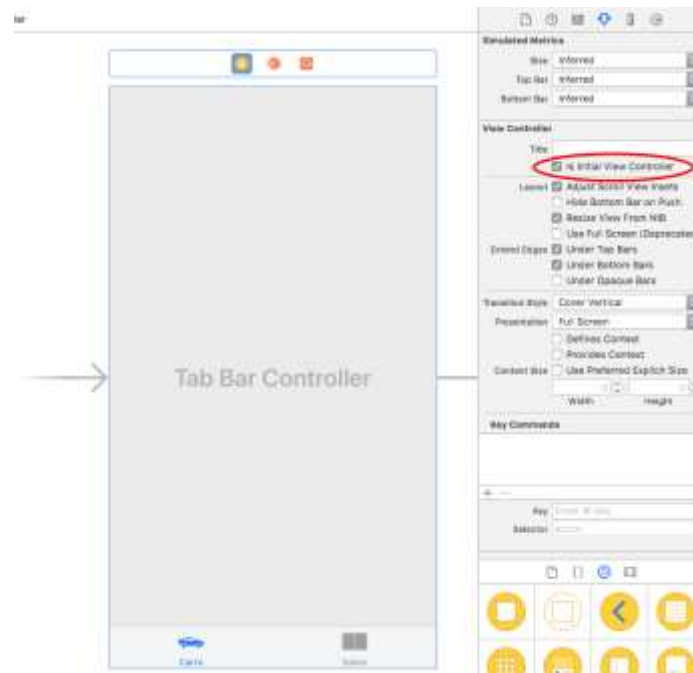 Simulated Metrics
Size Inferred
Top Bar Inferred
Bottom Bar Inferred
View Controller
Title
Is Initial View Controller
Layout Adjust Scroll View Insets
Hide Bottom Bar on Push
Resize View From NIB
Use Full Screen (Deprecated
Extend Edges Under Top Bars
Under Bottom Bars
Under Opaque Bars
Transition Style Cover Vertical
Presentation Full Screen
Defines Context
Provides Context
Content Size Use Preferred Explicit Size
Width Height
Key Commands
Key
Selector
Tab Bar Controller